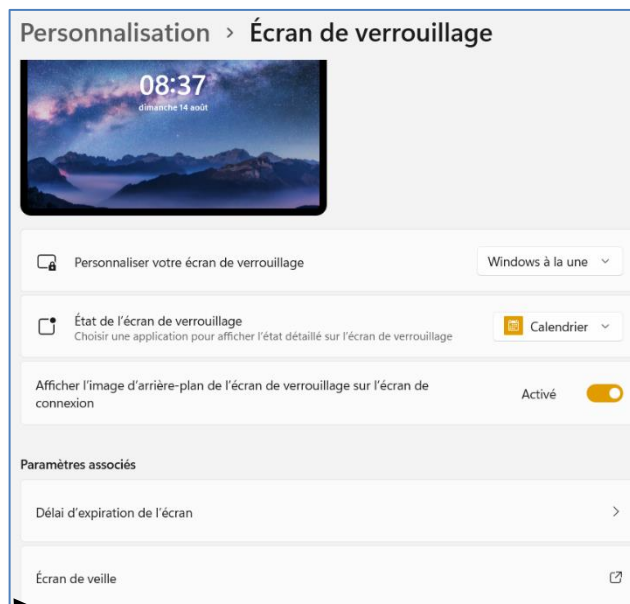 Personnalisation > Écran de verrouillage
08:37
dimanche 14 août
Personnaliser votre écran de verrouillage
Windows à la une
État de l'écran de verrouillage
Choisir une application pour afficher l'état détaillé sur l'écran de verrouillage
Calendrier
Afficher l'image d'arrière-plan de l'écran de verrouillage sur l'écran de
connexion
Activé
Paramètres associés
Délai d'expiration de l'écran
Écran de veille